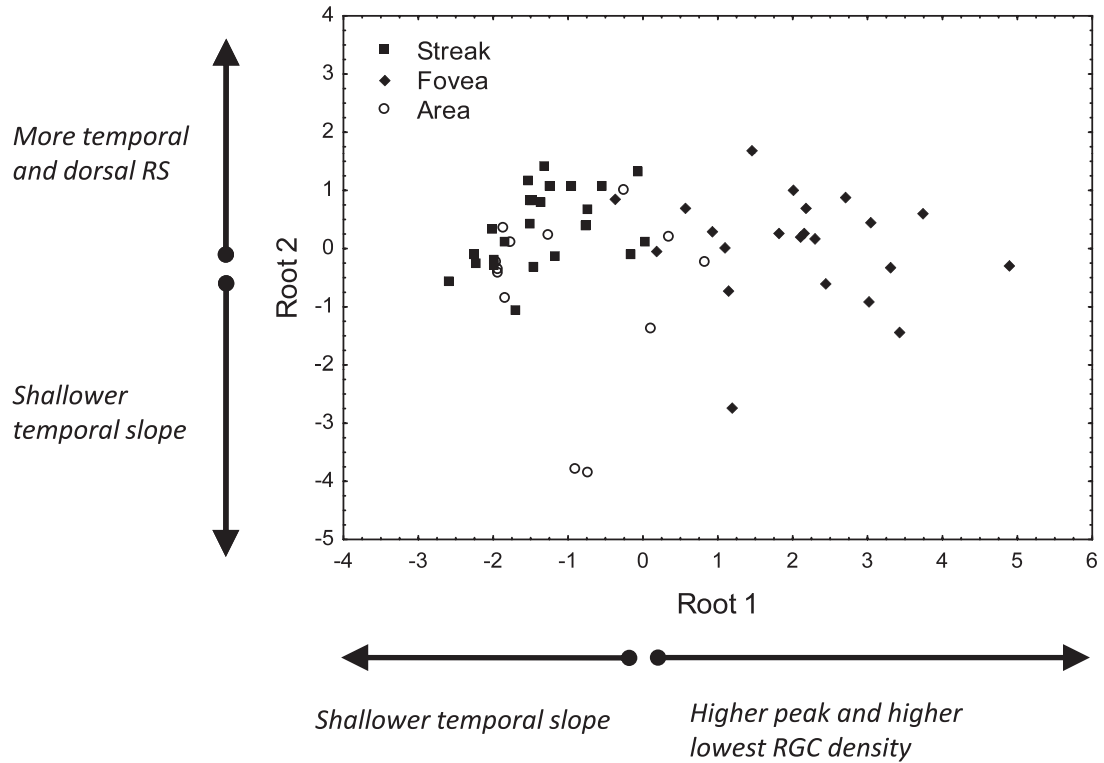 4
3
2
1
0
-1
-2
-3
-4
-5
Streak
Fovea
Area
More temporal
and dorsal RS
Root 2
Shallower
temporal slope
-4 -3 -2 -1 0 1 2 3 4 5 6
Root 1
Shallower temporal slope
Higher peak and higher
lowest RGC density